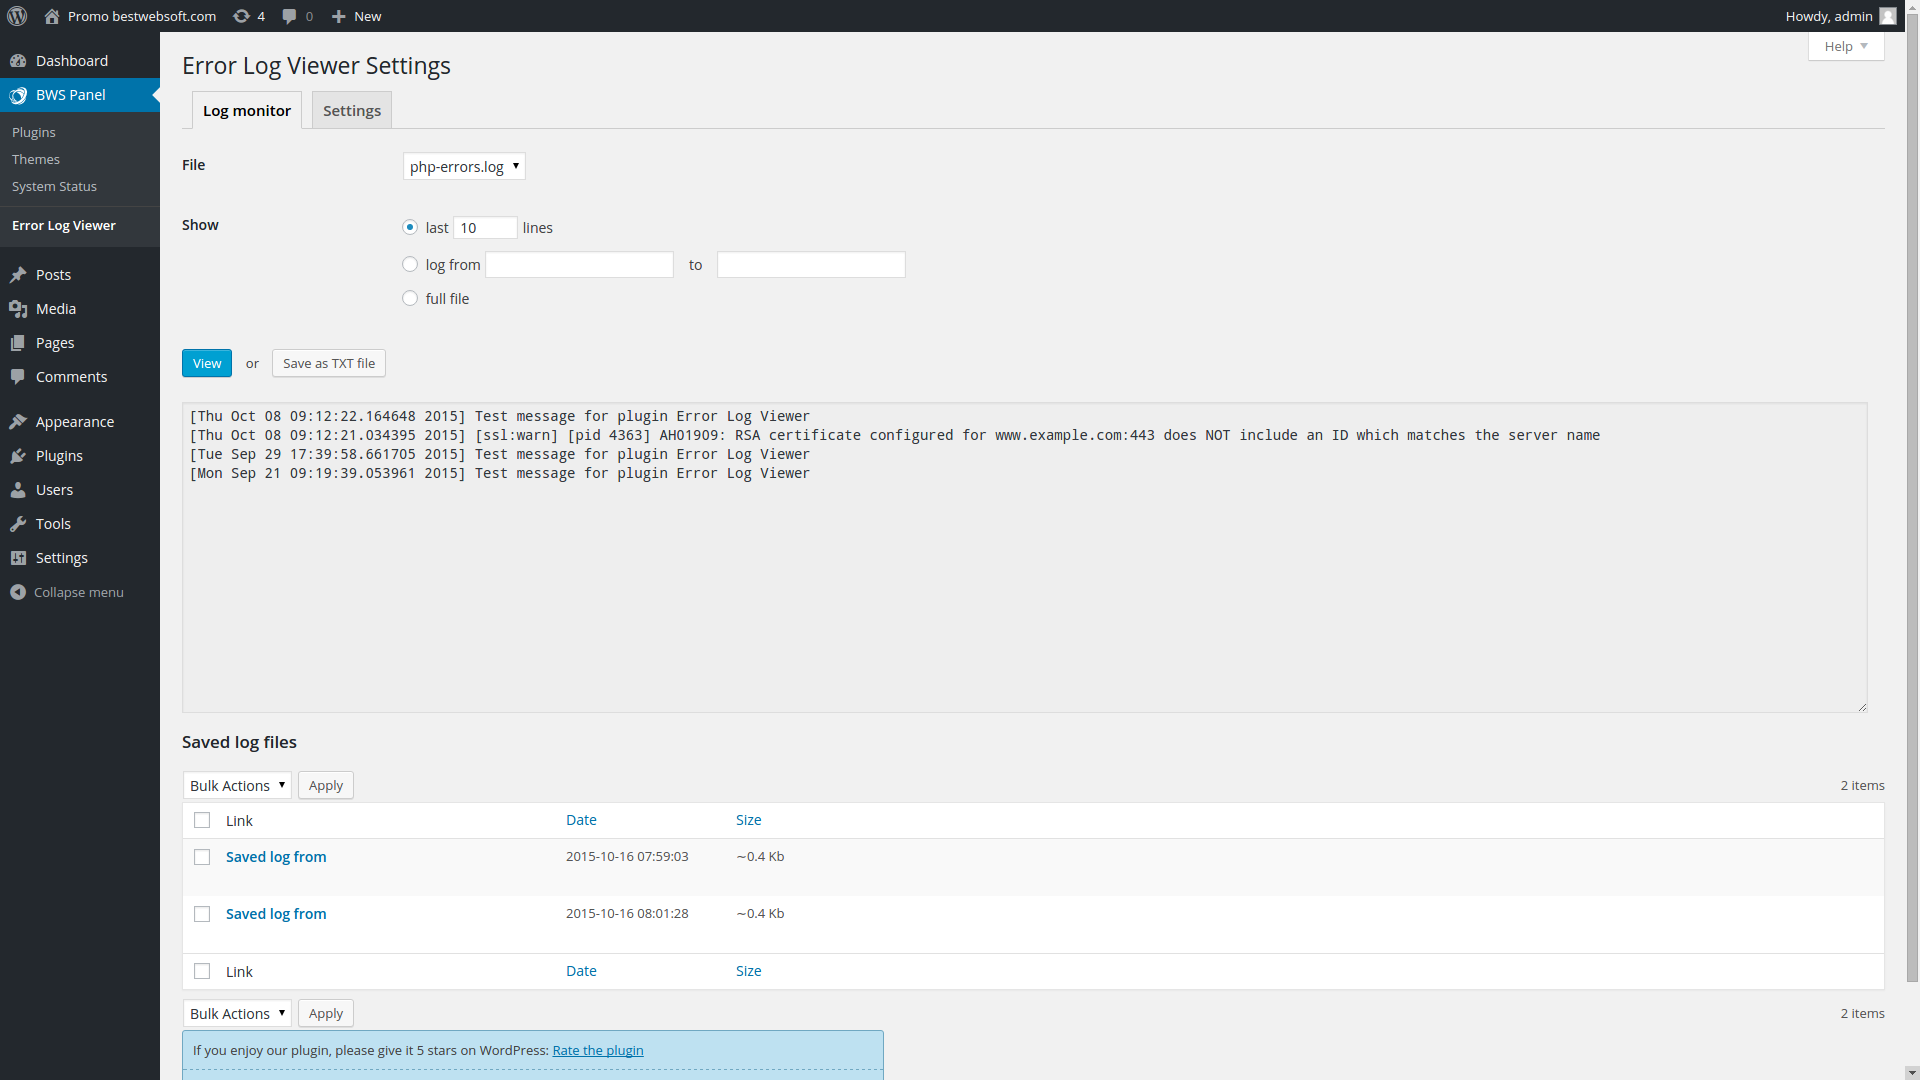 Promo bestwebsoft.com 4 0 New Howdy, admin
Help
Dashboard
BWS Panel
Plugins
Themes
System Status
Error Log Viewer
Posts
Media
Pages
Comments
Appearance
Plugins
Users
Tools
Settings
Collapse menu
Error Log Viewer Settings
Log monitor Settings
File php-errors.log
Show last 10 lines
log from to
full file
View or Save as TXT file
[Thu Oct 08 09:12:22.164648 2015] Test message for plugin Error Log Viewer
[Thu Oct 08 09:12:21.034395 2015] [ssl:warn] [pid 4363] AH01909: RSA certificate configured for www.example.com:443 does NOT include an ID which matches the server name
[Tue Sep 29 17:39:58.661705 2015] Test message for plugin Error Log Viewer
[Mon Sep 21 09:19:39.053961 2015] Test message for plugin Error Log Viewer
Saved log files
Bulk Actions Apply 2 items
Link Date Size
Saved log from 2015-10-16 07:59:03 ~0.4 Kb
Saved log from 2015-10-16 08:01:28 ~0.4 Kb
Link Date Size
Bulk Actions Apply 2 items
If you enjoy our plugin, please give it 5 stars on WordPress: Rate the plugin